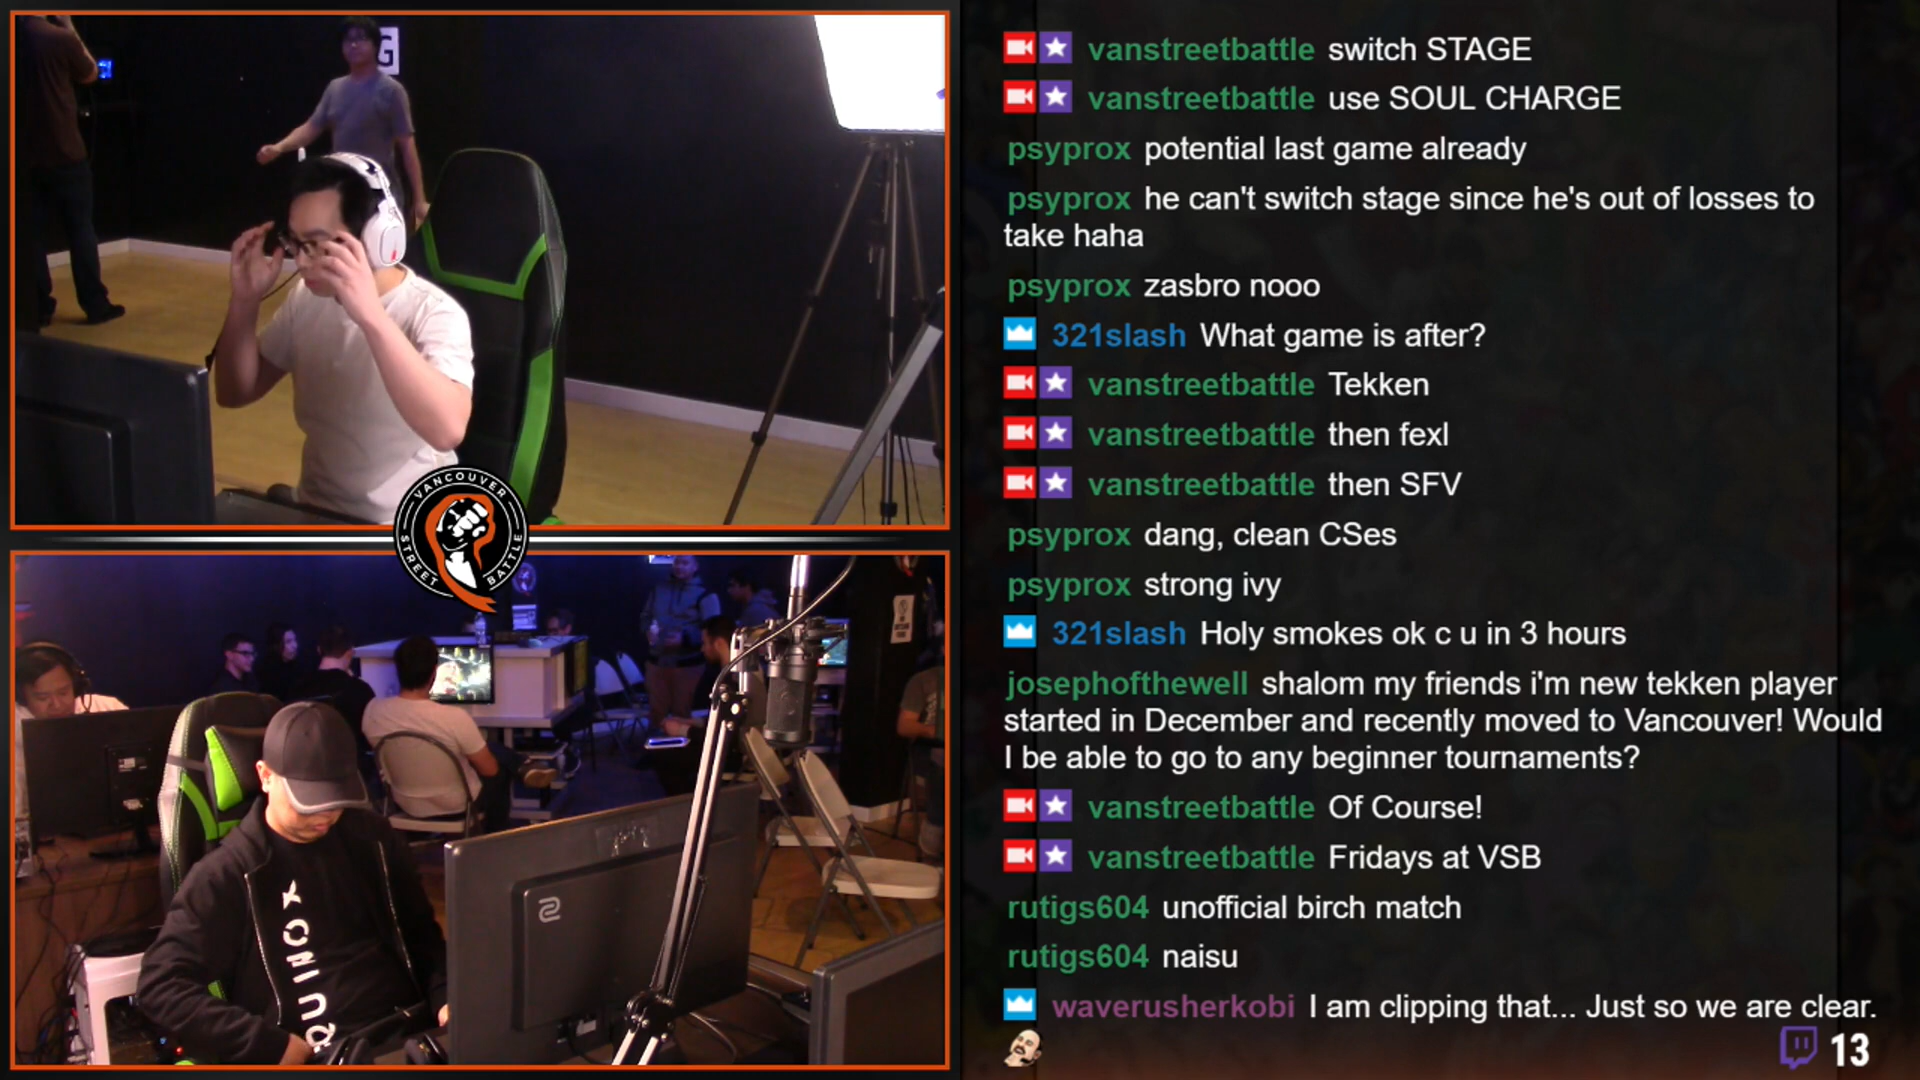 vanstreetbattle switch STAGE
vanstreetbattle use SOUL CHARGE
psyprox potential last game already
psyprox he can't switch stage since he's out of losses to
take haha
psyprox zasbro nooo
321slash What game is after?
vanstreetbattle Tekken
vanstreetbattle then fexl
vanstreetbattle then SFV
psyprox dang, clean CSes
psyprox strong ivy
321slash Holy smokes ok c u in 3 hours
josephofthewell shalom my friends i'm new tekken player
started in December and recently moved to Vancouver! Would
I be able to go to any beginner tournaments?
vanstreetbattle Of Course!
vanstreetbattle Fridays at VSB
rutigs604 unofficial birch match
rutigs604 naisu
waverusherkobi I am clipping that... Just so we are clear.
13
G
VANCOUVER
STREET BATTLE